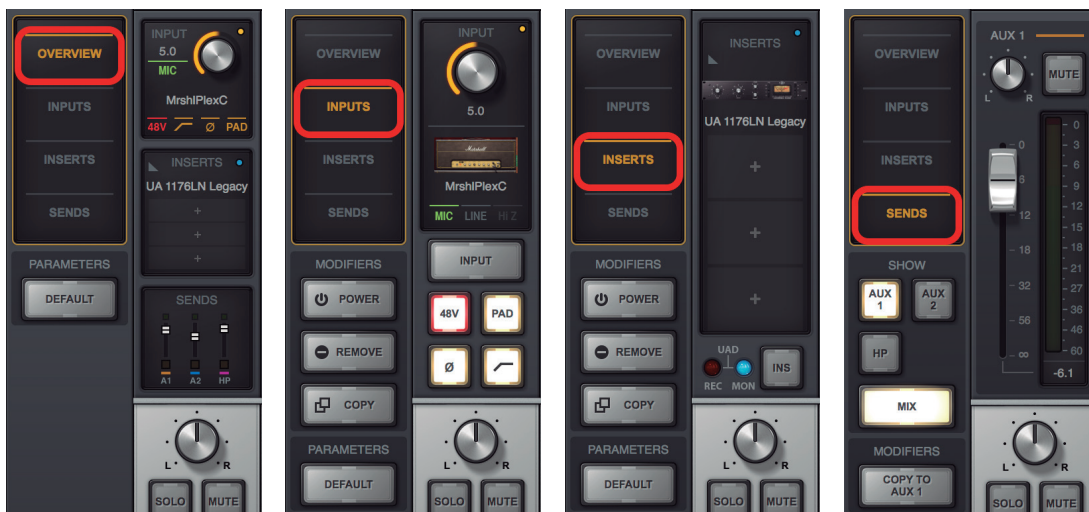 OVERVIEW
INPUTS
INSERTS
SENDS
PARAMETERS
DEFAULT
INPUT
5.0
MIC
MrshlPlexC
48V Ø PAD
INSERTS
UA 1176LN Legacy
+
+
+
SENDS
A1 A2 HP
L R
SOLO MUTE
OVERVIEW
INPUTS
INSERTS
SENDS
MODIFIERS
POWER
REMOVE
COPY
PARAMETERS
DEFAULT
INPUT
5.0
Marshall
MrshlPlexC
MIC LINE HI Z
INPUT
48V PAD
Ø
L R
SOLO MUTE
OVERVIEW
INPUTS
INSERTS
SENDS
MODIFIERS
POWER
REMOVE
COPY
PARAMETERS
DEFAULT
INSERTS
UA 1176LN Legacy
+
+
+
UAD
REC MON
INS
L R
SOLO MUTE
OVERVIEW
INPUTS
INSERTS
SENDS
SHOW
AUX 1
AUX 2
HP
MIX
MODIFIERS
COPY TO
AUX 1
AUX 1
L R
MUTE
0
6
12
18
32
56
∞
0
3
6
9
12
15
18
21
27
36
46
60
-6.1
L R
SOLO MUTE